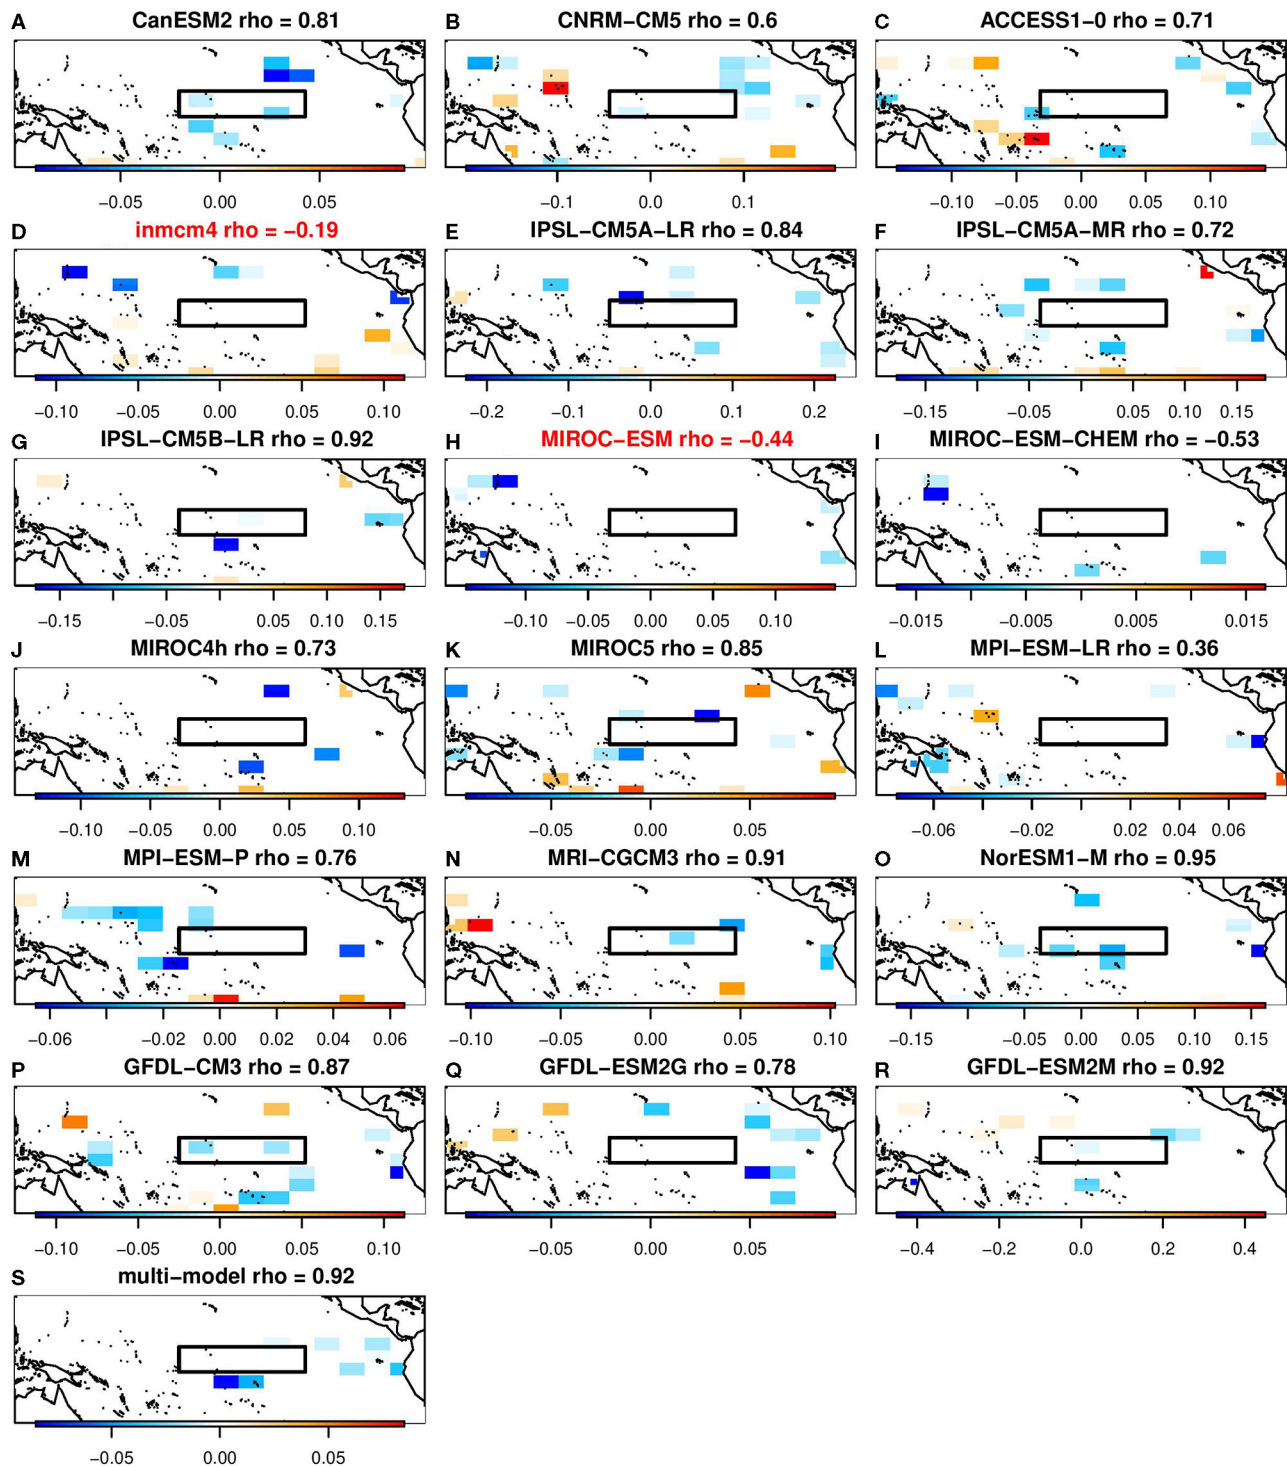 A CanESM2 rho = 0.81
B CNRM−CM5 rho = 0.6
C ACCESS1−0 rho = 0.71
−0.05 0.00 0.05
−0.1 0.0 0.1
−0.10 −0.05 0.00 0.05 0.10
D inmcm4 rho = −0.19
E IPSL−CM5A−LR rho = 0.84
F IPSL−CM5A−MR rho = 0.72
−0.10 −0.05 0.00 0.05 0.10
−0.2 −0.1 0.0 0.1 0.2
−0.15 −0.05 0.05 0.10 0.15
G IPSL−CM5B−LR rho = 0.92
H MIROC−ESM rho = −0.44
I MIROC−ESM−CHEM rho = −0.53
−0.15 −0.05 0.05 0.10 0.15
−0.10 −0.05 0.00 0.05 0.10
−0.015 −0.005 0.005 0.015
J MIROC4h rho = 0.73
K MIROC5 rho = 0.85
L MPI−ESM−LR rho = 0.36
−0.10 −0.05 0.00 0.05 0.10
−0.05 0.00 0.05
−0.06 −0.02 0.02 0.04 0.06
M MPI−ESM−P rho = 0.76
N MRI−CGCM3 rho = 0.91
O NorESM1−M rho = 0.95
−0.06 −0.02 0.00 0.02 0.04 0.06
−0.10 −0.05 0.00 0.05 0.10
−0.15 −0.05 0.05 0.10 0.15
P GFDL−CM3 rho = 0.87
Q GFDL−ESM2G rho = 0.78
R GFDL−ESM2M rho = 0.92
−0.10 −0.05 0.00 0.05 0.10
−0.05 0.00 0.05
−0.4 −0.2 0.0 0.2 0.4
S multi−model rho = 0.92
−0.05 0.00 0.05